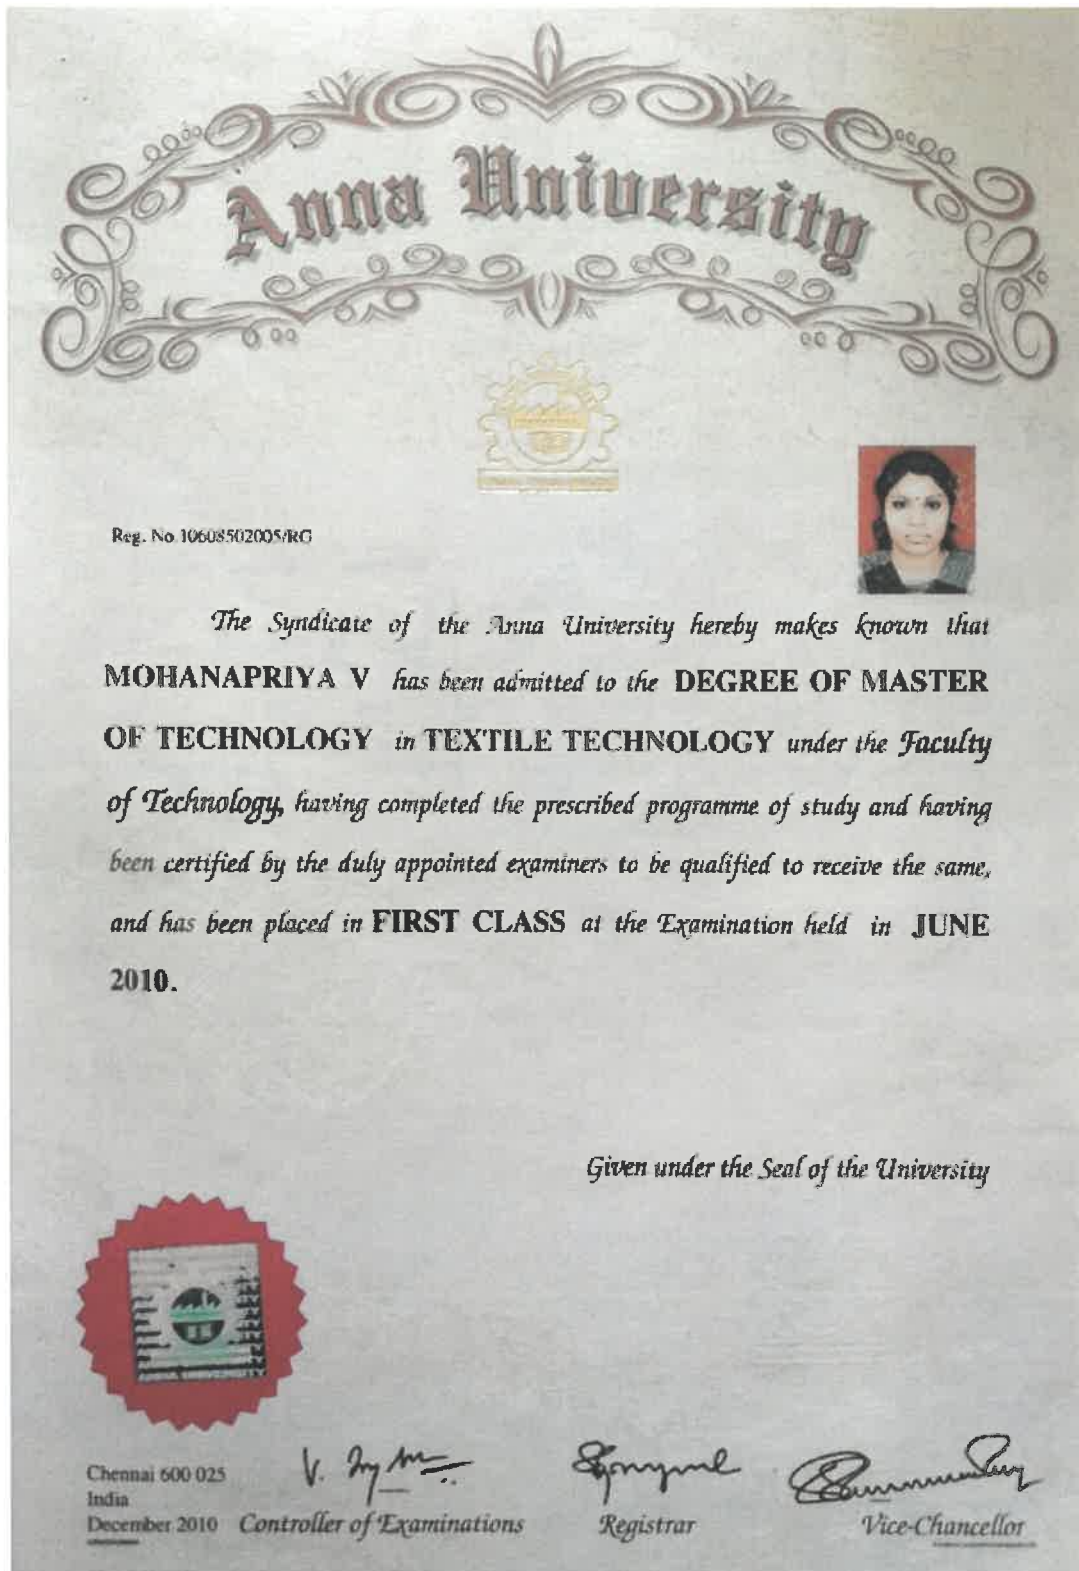 Anna University
Reg. No.10608502005/RG
The Syndicate of the Anna University hereby makes known that
MOHANAPRIYA V has been admitted to the DEGREE OF MASTER
OF TECHNOLOGY in TEXTILE TECHNOLOGY under the Faculty
of Technology, having completed the prescribed programme of study and having
been certified by the duly appointed examiners to be qualified to receive the same,
and has been placed in FIRST CLASS at the Examination held in JUNE
2010.
Given under the Seal of the University
ANNA UNIVERSITY
Chennai 600 025
India
December 2010 Controller of Examinations Registrar Vice-Chancellor